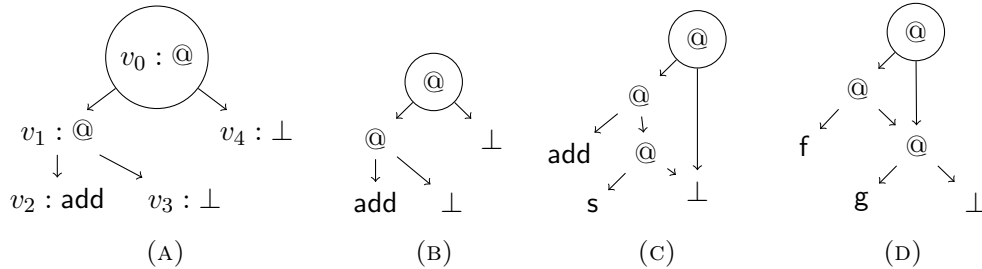 v₀ : @ @ @ @
@ @
v₁ : @ v₄ : ⊥ @ ⊥
add @ f @
v₂ : add v₃ : ⊥ add ⊥ s ⊥ g ⊥
(A) (B) (C) (D)